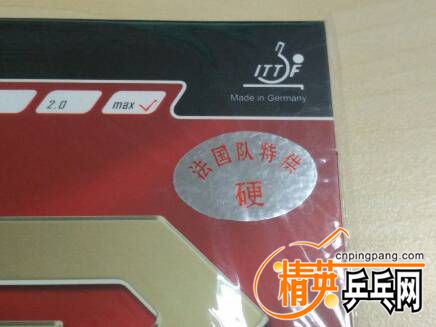 ITTF
Made in Germany
2.0
max
法国队特供
硬
cnpingpang.com
精英乒乓网